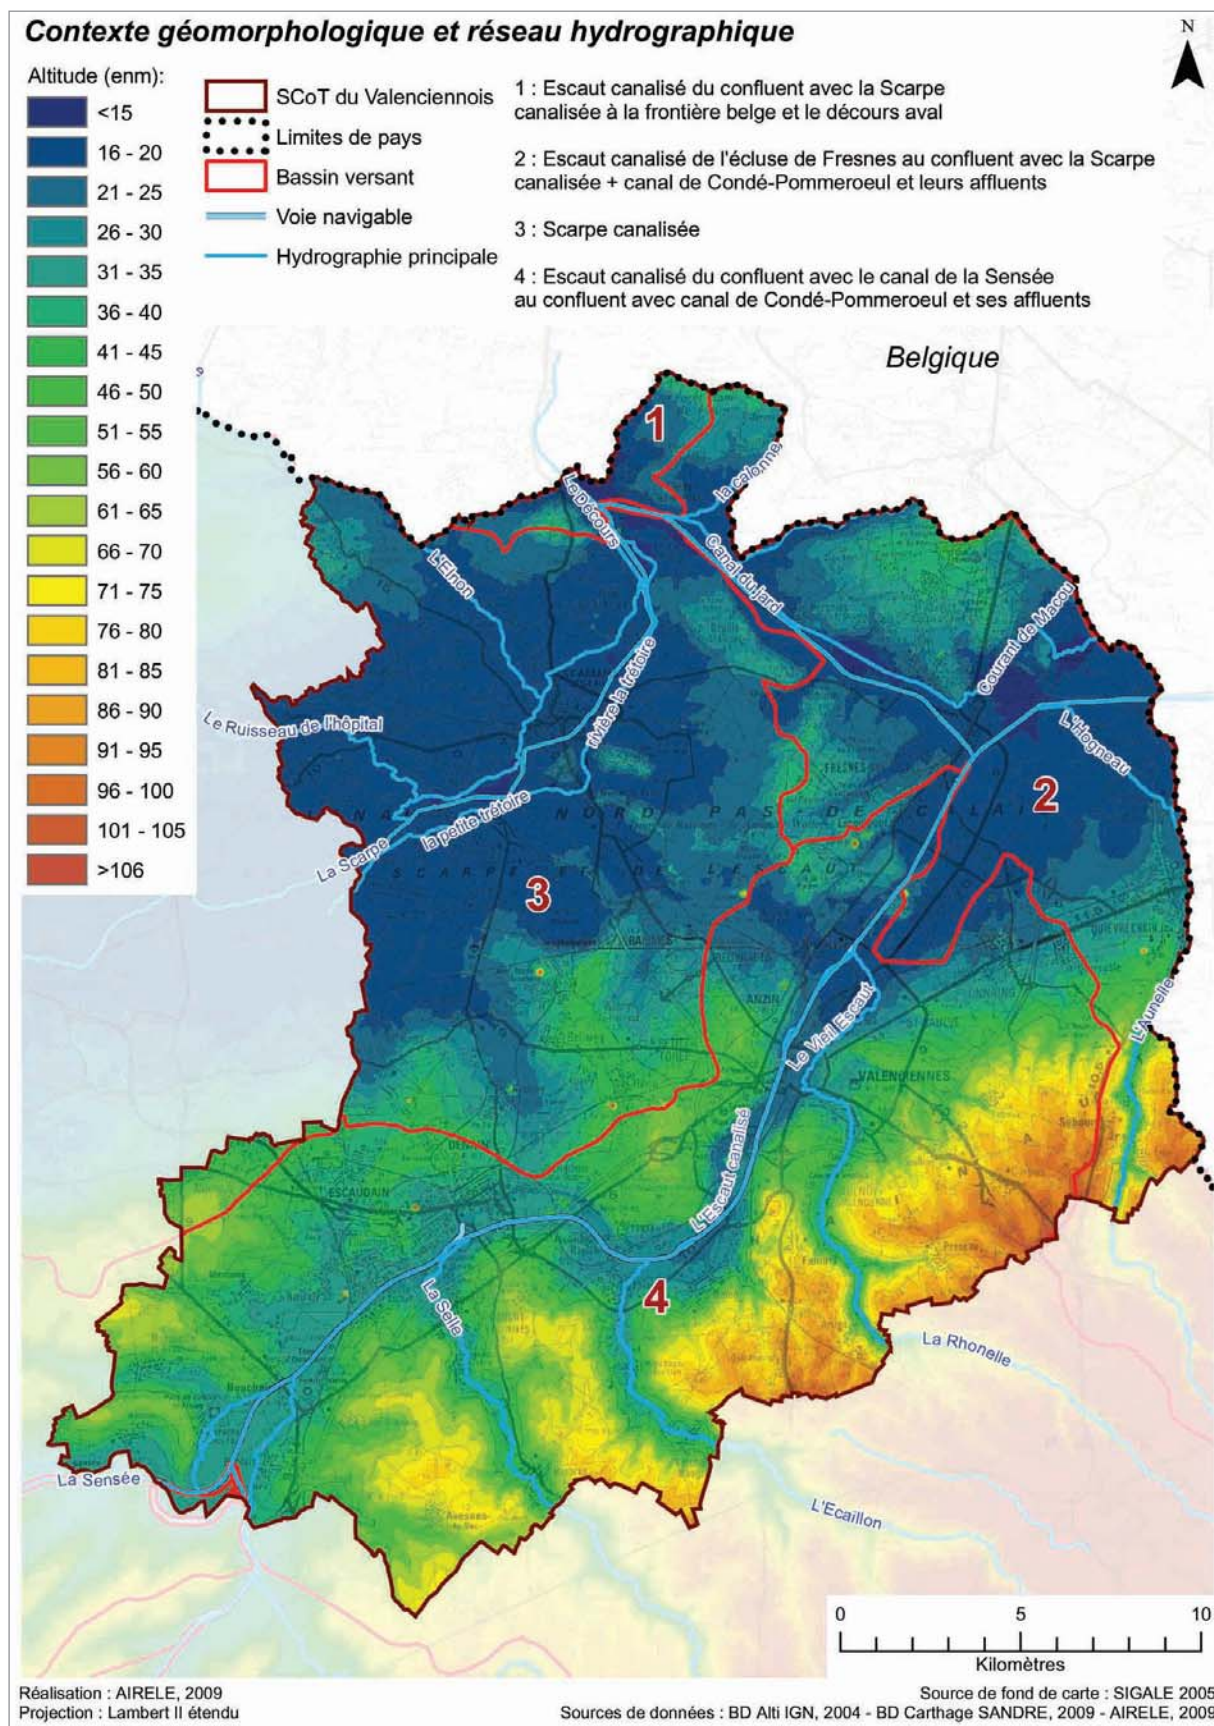 Contexte géomorphologique et réseau hydrographique
N
Altitude (enm):
<15
16 - 20
21 - 25
26 - 30
31 - 35
36 - 40
41 - 45
46 - 50
51 - 55
56 - 60
61 - 65
66 - 70
71 - 75
76 - 80
81 - 85
86 - 90
91 - 95
96 - 100
101 - 105
>106
SCoT du Valenciennois
Limites de pays
Bassin versant
Voie navigable
Hydrographie principale
1 : Escaut canalisé du confluent avec la Scarpe
canalisée à la frontière belge et le décours aval
2 : Escaut canalisé de l'écluse de Fresnes au confluent avec la Scarpe
canalisée + canal de Condé-Pommeroeul et leurs affluents
3 : Scarpe canalisée
4 : Escaut canalisé du confluent avec le canal de la Sensée
au confluent avec canal de Condé-Pommeroeul et ses affluents
Belgique
1
la calonne
Le Décours
L'Elnon
Canal du jard
Courant de Macou
rivière la trétoire
Le Ruisseau de l'hôpital
L'Hogneau
2
la petite trétoire
La Scarpe
3
L'Aunelle
Le Vieil Escaut
ANZIN
VALENCIENNES
L'Escaut canalisé
ESCAUDAIN
DENAIN
La Selle
4
La Rhonelle
La Sensée
L'Ecaillon
0
5
10
Kilomètres
Réalisation : AIRELE, 2009
Projection : Lambert II étendu
Source de fond de carte : SIGALE 2005
Sources de données : BD Alti IGN, 2004 - BD Carthage SANDRE, 2009 - AIRELE, 2009